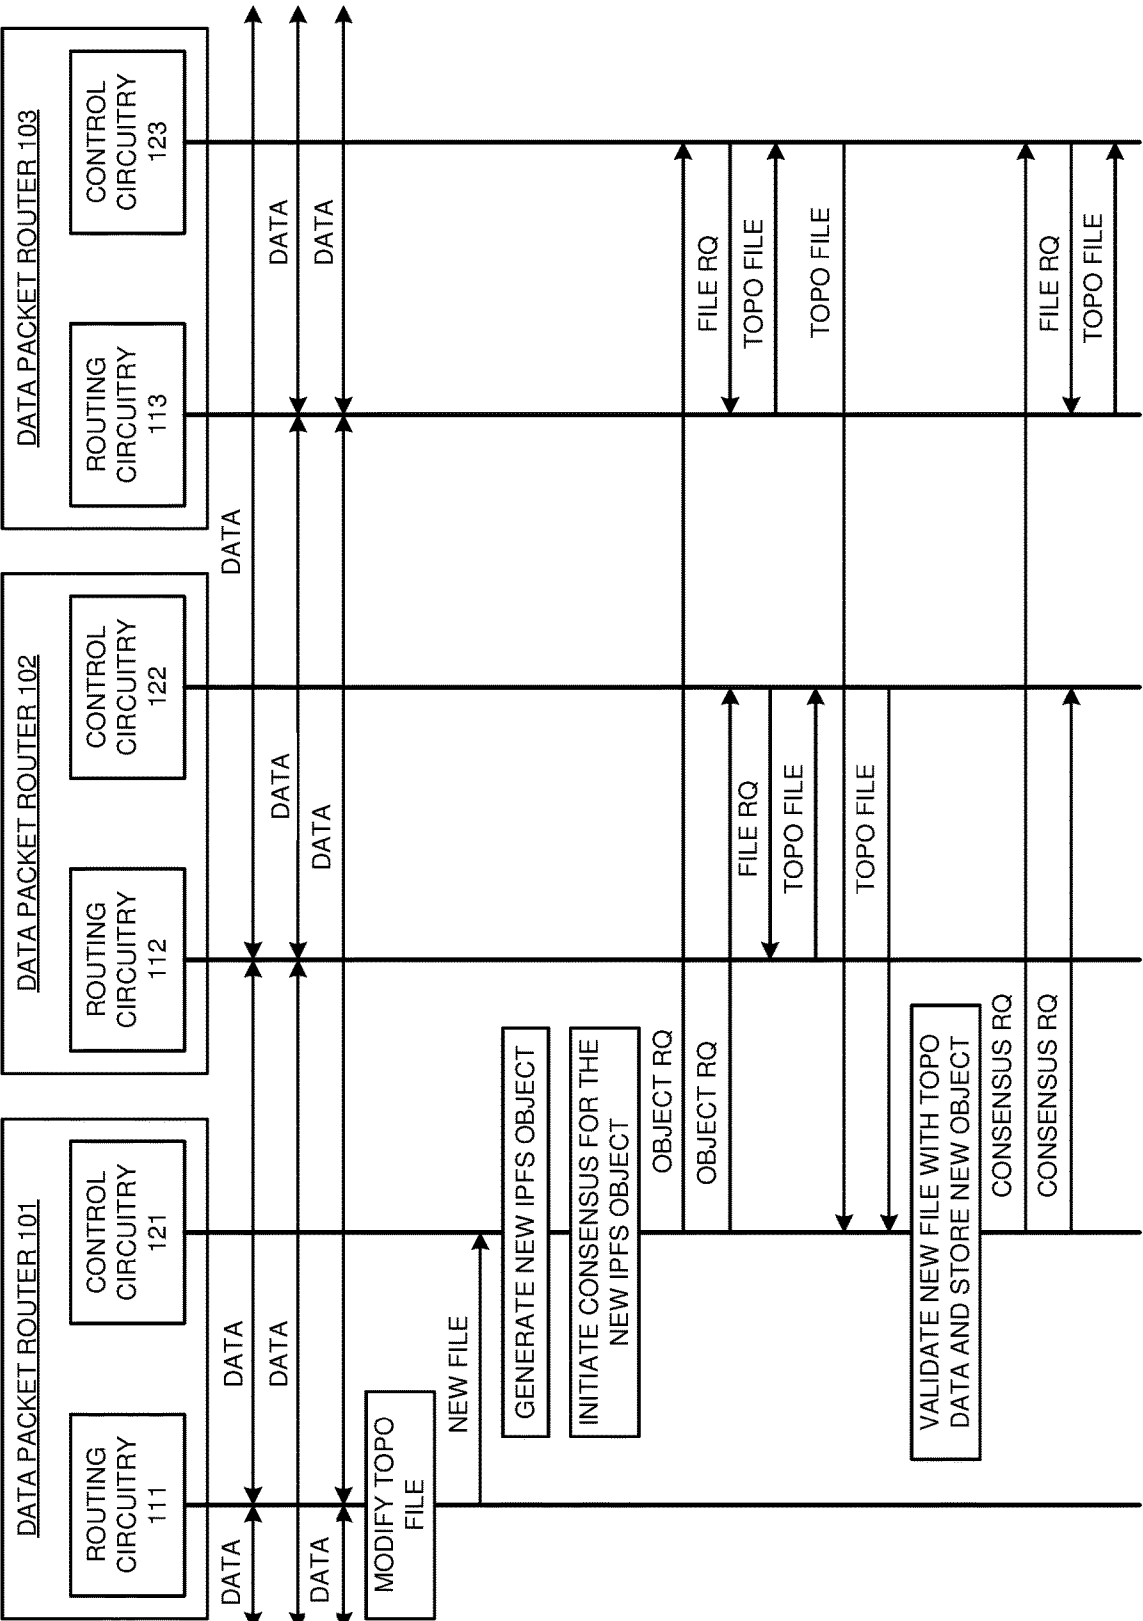 DATA PACKET ROUTER 101
ROUTING
CIRCUITRY
111
CONTROL
CIRCUITRY
121
DATA PACKET ROUTER 102
ROUTING
CIRCUITRY
112
CONTROL
CIRCUITRY
122
DATA PACKET ROUTER 103
ROUTING
CIRCUITRY
113
CONTROL
CIRCUITRY
123
DATA
DATA
DATA
DATA
DATA
DATA
DATA
DATA
DATA
MODIFY TOPO
FILE
NEW FILE
GENERATE NEW IPFS OBJECT
INITIATE CONSENSUS FOR THE
NEW IPFS OBJECT
OBJECT RQ
OBJECT RQ
FILE RQ
FILE RQ
TOPO FILE
TOPO FILE
TOPO FILE
TOPO FILE
VALIDATE NEW FILE WITH TOPO
DATA AND STORE NEW OBJECT
CONSENSUS RQ
CONSENSUS RQ
FILE RQ
TOPO FILE